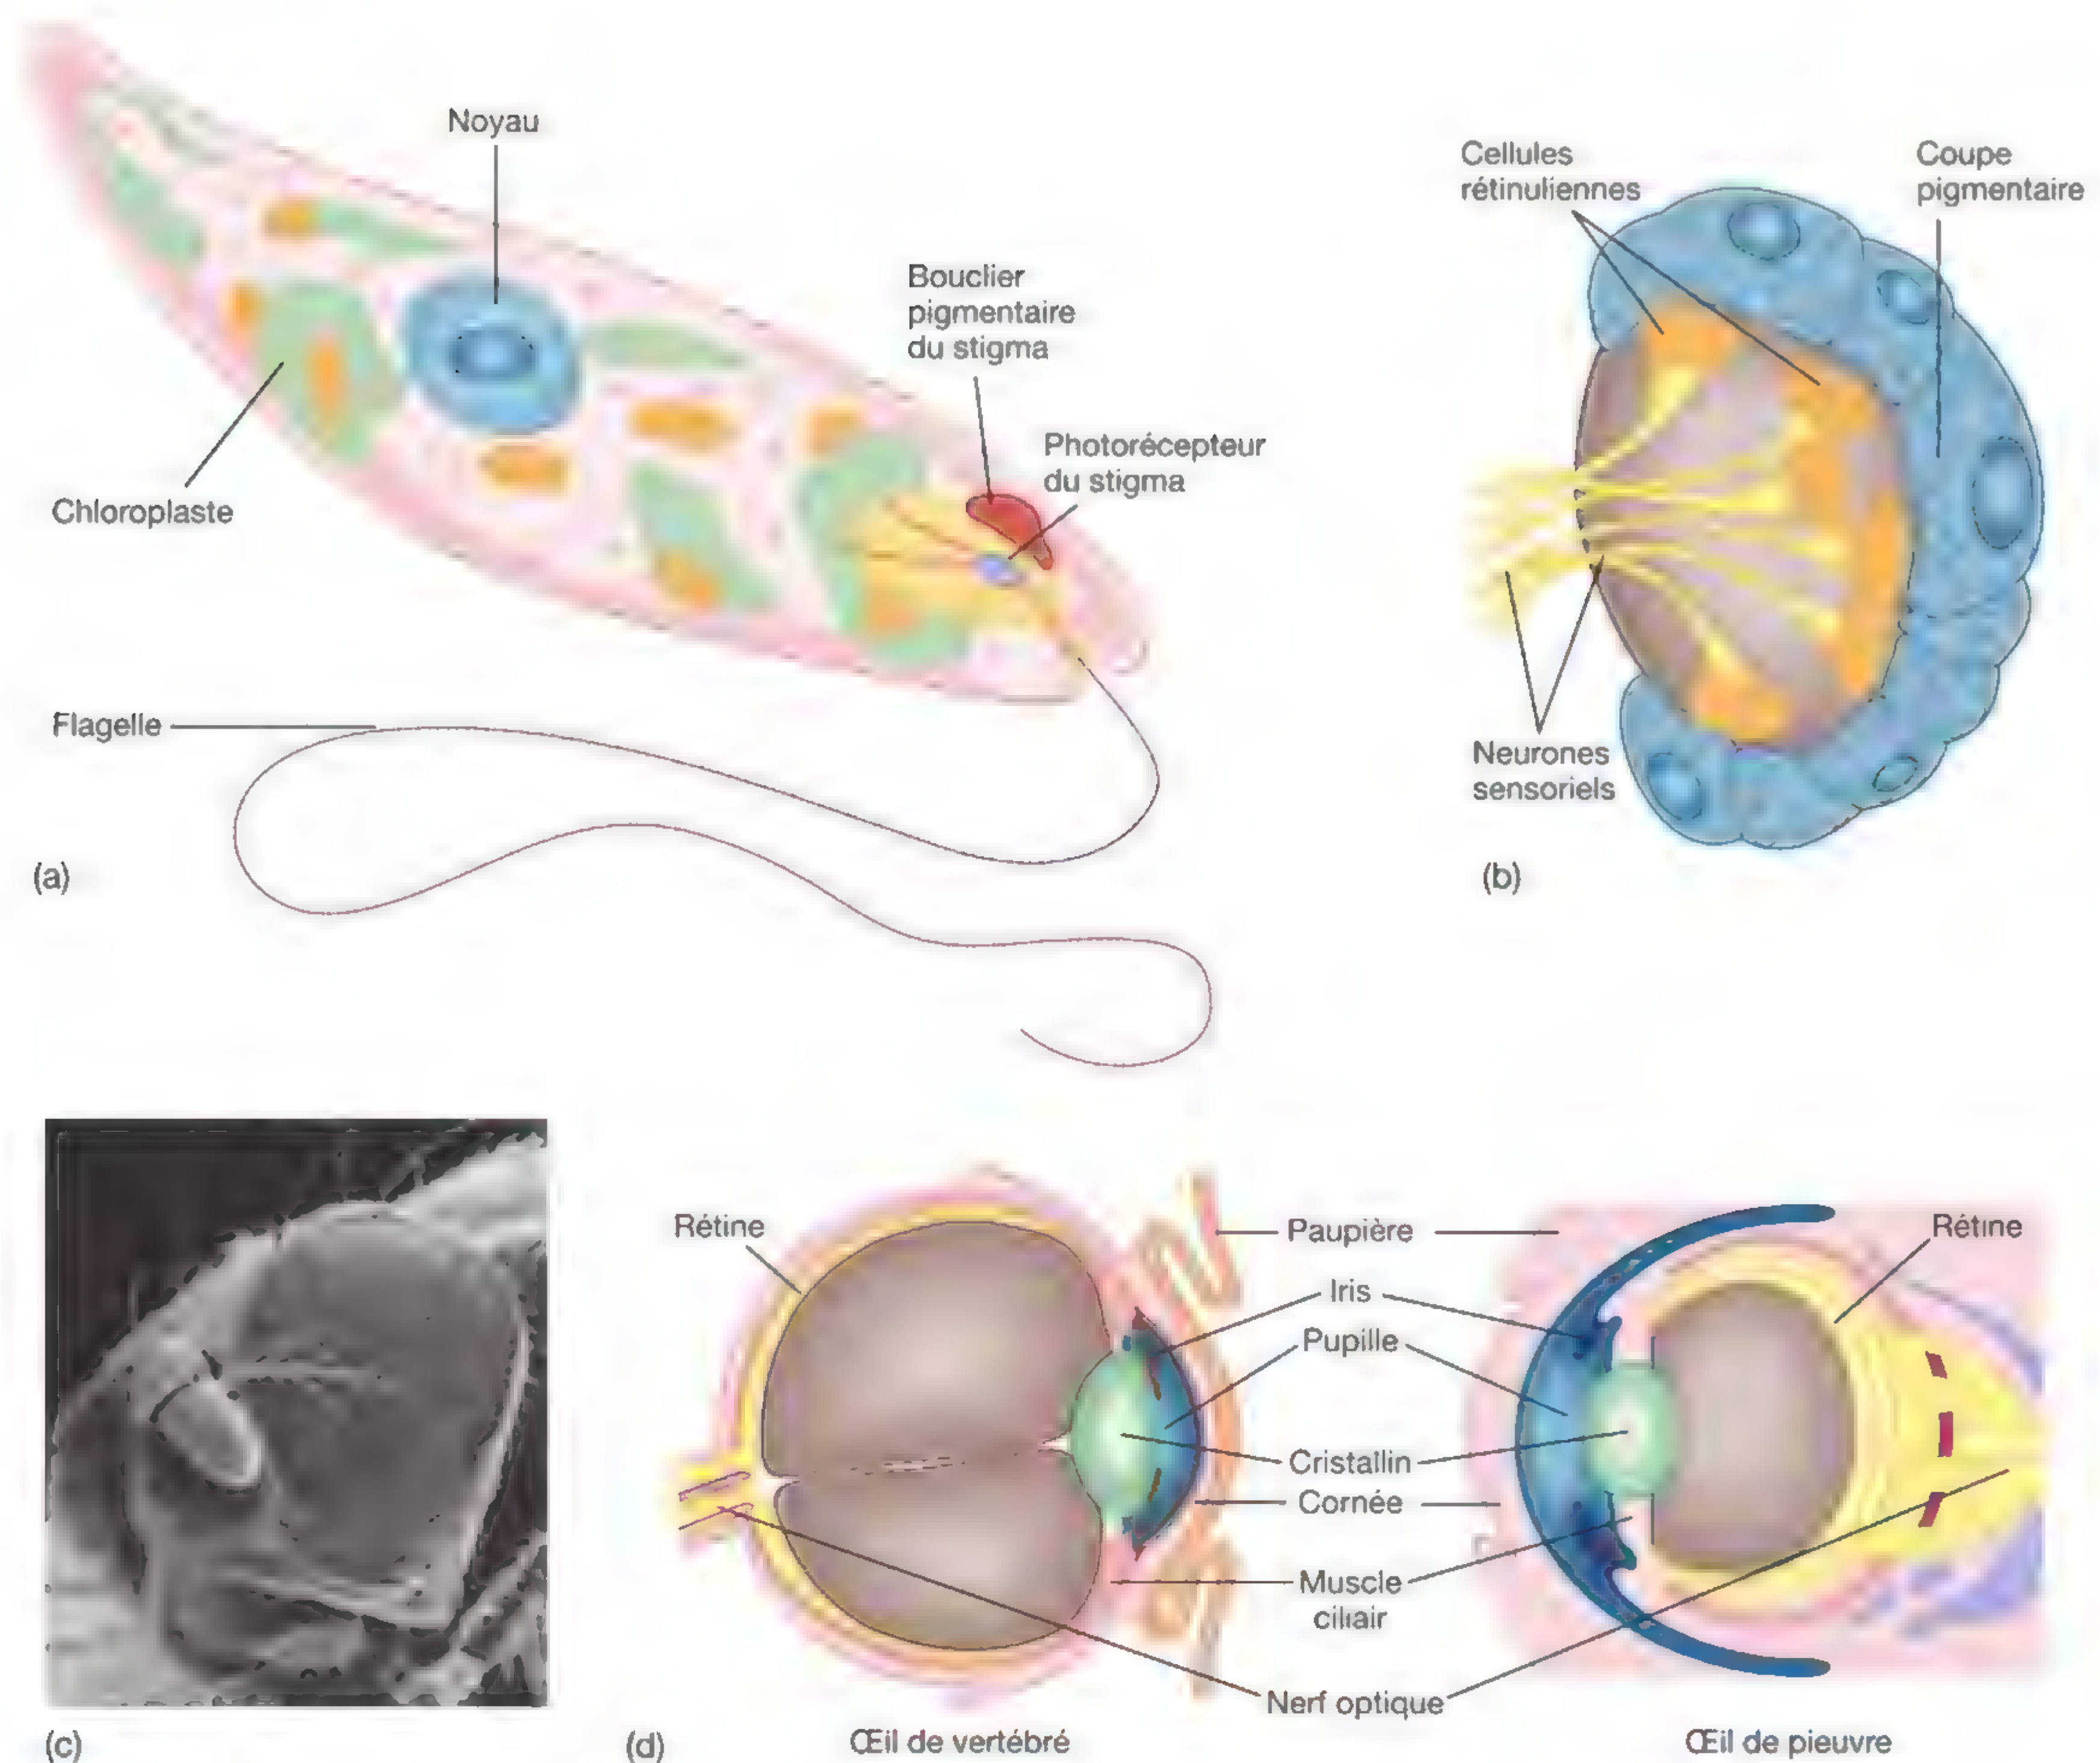 Noyau
Bouclier
pigmentaire
du stigma
Photorécepteur
du stigma
Chloroplaste
Flagelle
(a)
Cellules
rétinuliennes
Coupe
pigmentaire
Neurones
sensoriels
(b)
(c)
Rétine
Paupière
Iris
Pupille
Cristallin
Cornée
Muscle
ciliair
Nerf optique
Rétine
(d)
Œil de vertébré
Œil de pieuvre